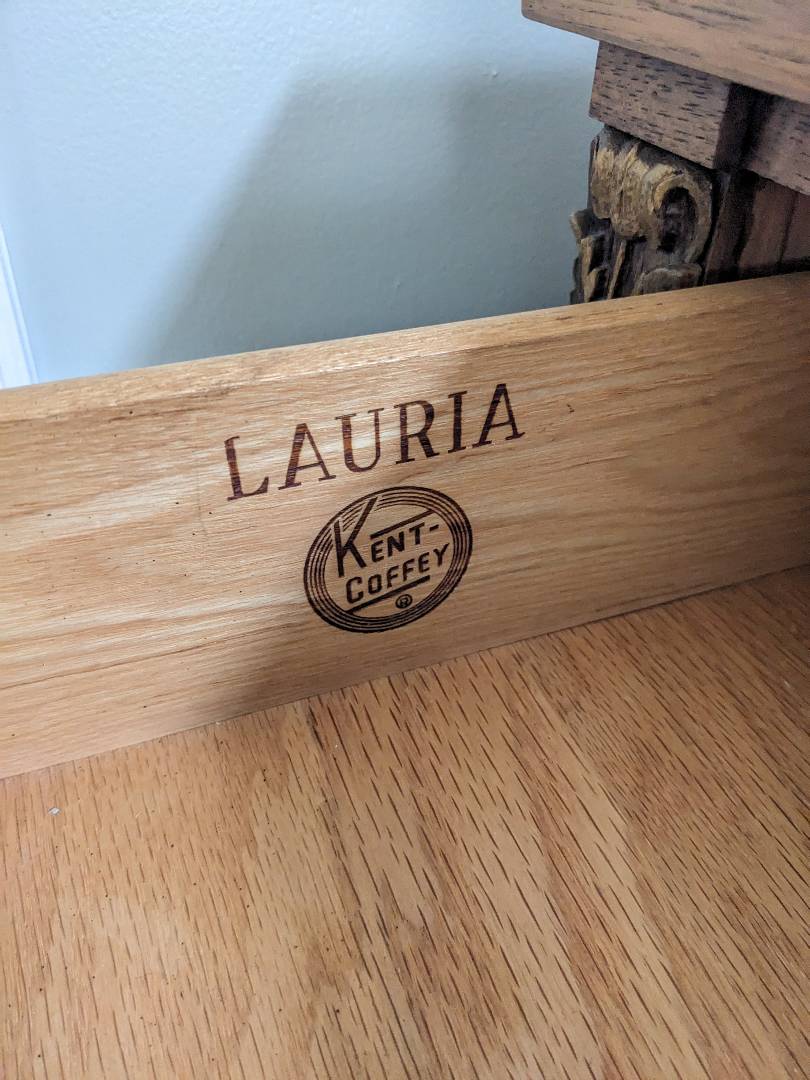 LAURIA
KENT-
COFFEY
®